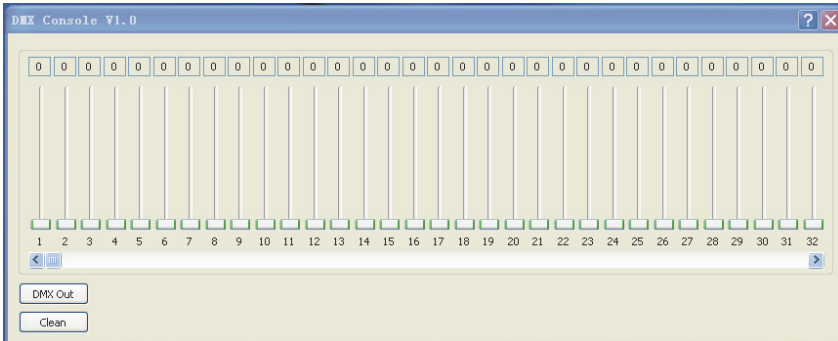 DMX Console V1.0
0 0 0 0 0 0 0 0 0 0 0 0 0 0 0 0 0 0 0 0 0 0 0 0 0 0 0 0 0 0 0 0
1 2 3 4 5 6 7 8 9 10 11 12 13 14 15 16 17 18 19 20 21 22 23 24 25 26 27 28 29 30 31 32
DMX Out
Clean